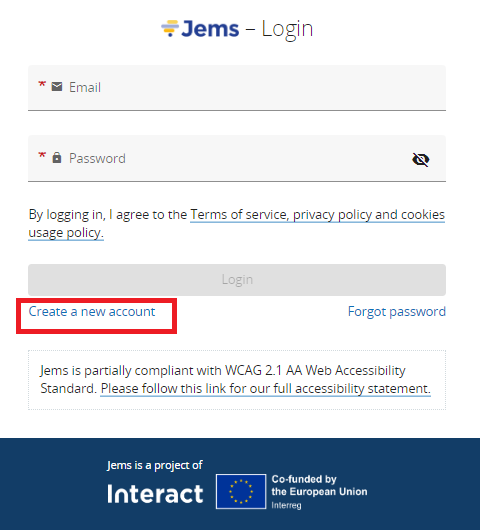 Jems – Login
* Email
* Password
By logging in, I agree to the Terms of service, privacy policy and cookies
usage policy.
Login
Create a new account
Forgot password
Jems is partially compliant with WCAG 2.1 AA Web Accessibility
Standard. Please follow this link for our full accessibility statement.
Jems is a project of
Interact
Co-funded by
the European Union
Interreg